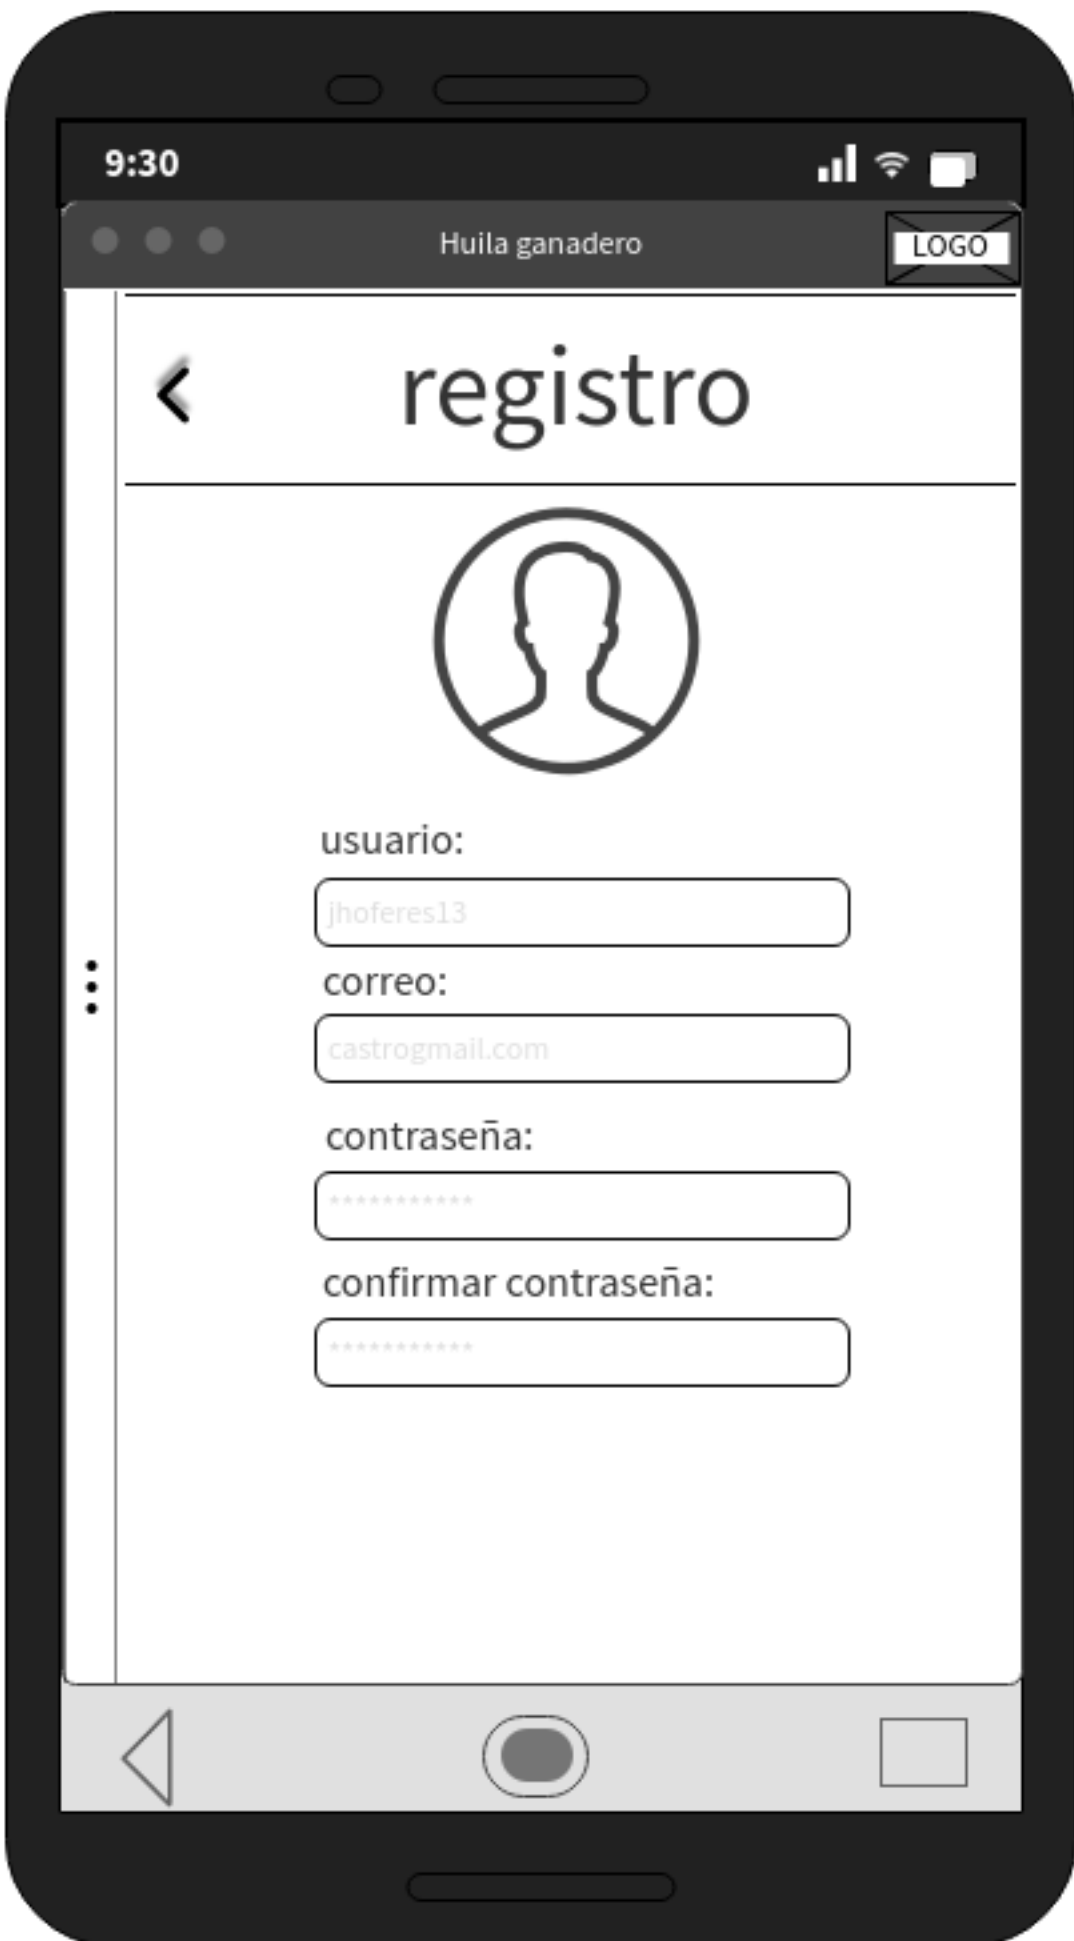 9:30
Huila ganadero
LOGO
registro
usuario:
jhoferes13
correo:
castrogmail.com
contraseña:
***********
confirmar contraseña:
***********